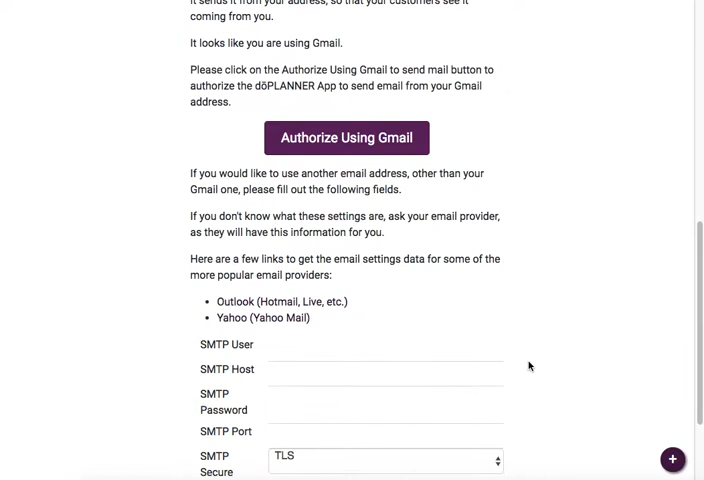 It sends it from your address, so that your customers see it
coming from you.
It looks like you are using Gmail.
Please click on the Authorize Using Gmail to send mail button to
authorize the dōPLANNER App to send email from your Gmail
address.
Authorize Using Gmail
If you would like to use another email address, other than your
Gmail one, please fill out the following fields.
If you don't know what these settings are, ask your email provider,
as they will have this information for you.
Here are a few links to get the email settings data for some of the
more popular email providers:
• Outlook (Hotmail, Live, etc.)
• Yahoo (Yahoo Mail)
SMTP User
SMTP Host
SMTP
Password
SMTP Port
SMTP
Secure
TLS
+